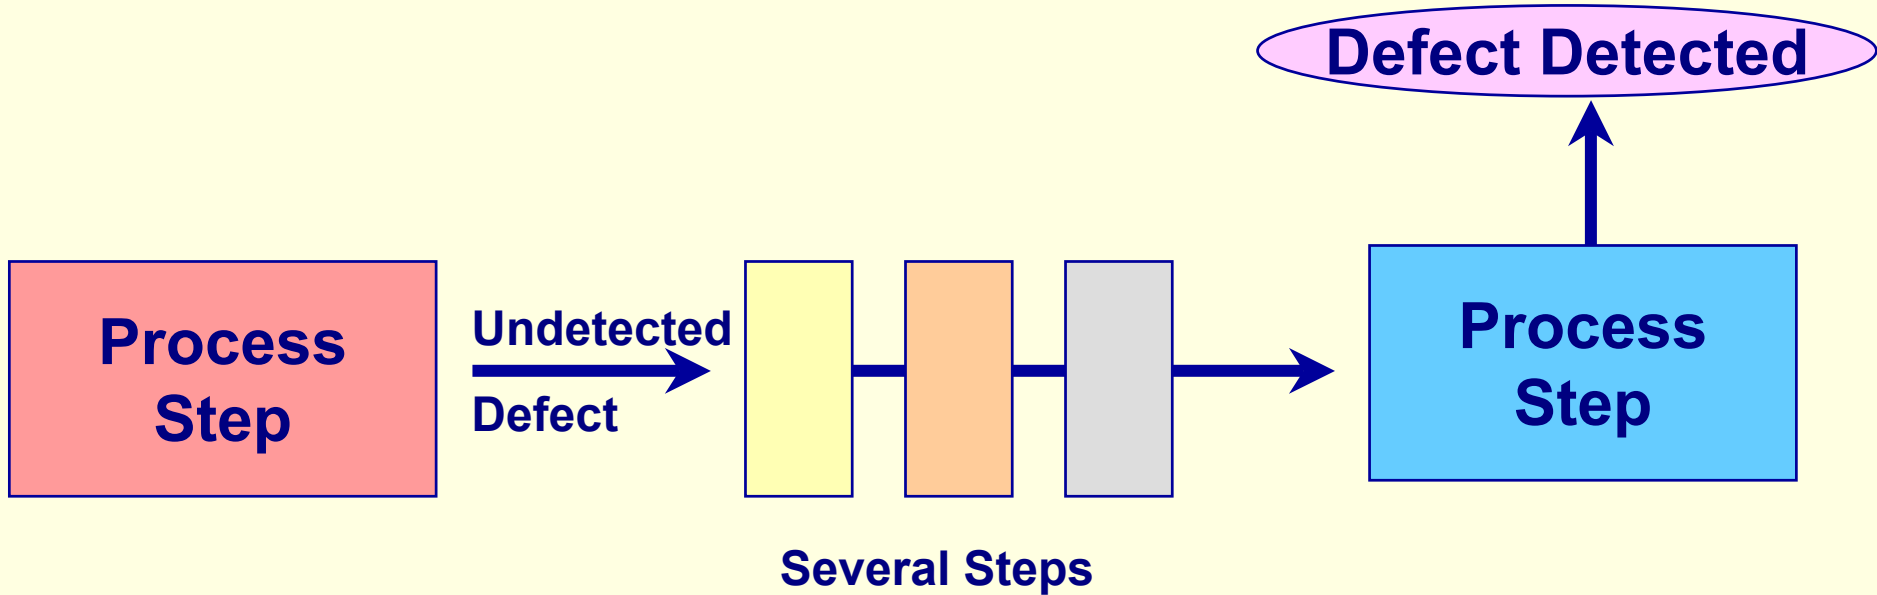 Defect Detected
Process
Step
Undetected
Defect
Several Steps
Process
Step